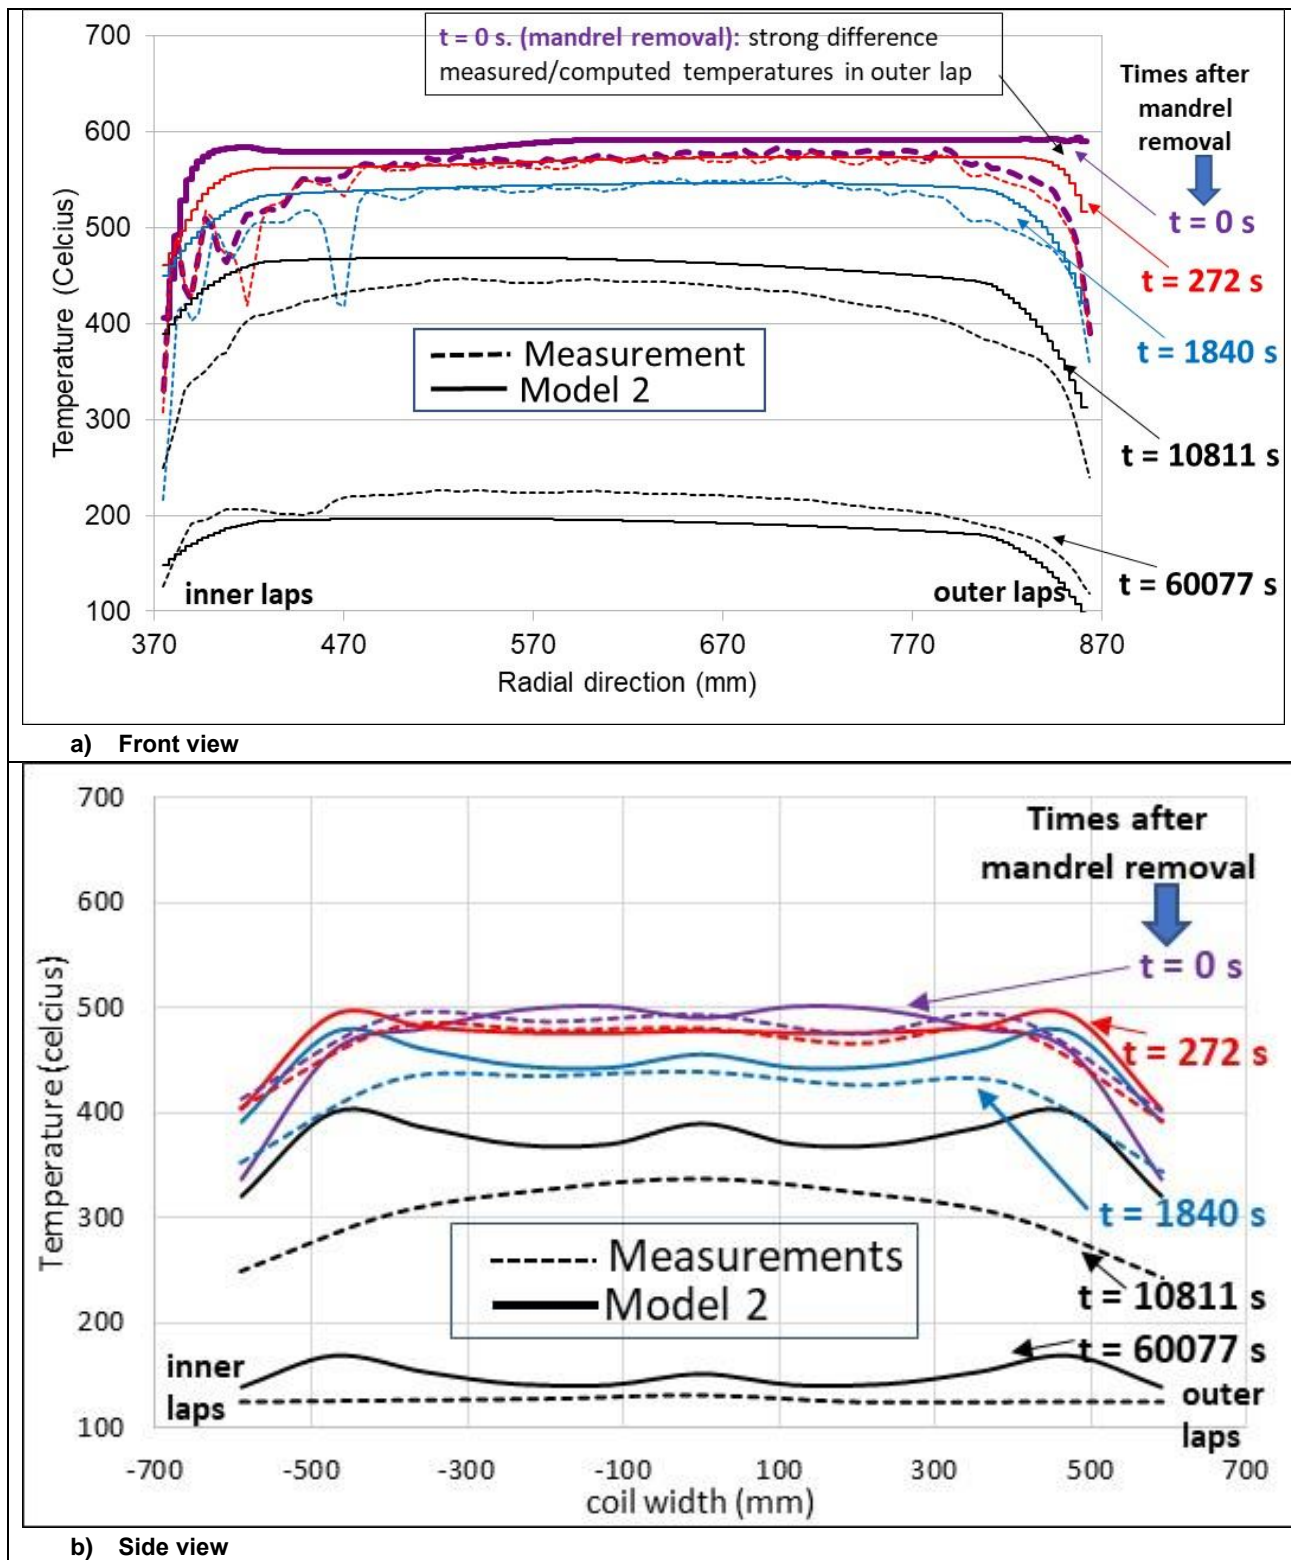 700
600
500
400
300
200
100
Temperature (Celcius)
t = 0 s. (mandrel removal): strong difference
measured/computed temperatures in outer lap
Times after
mandrel
removal
t = 0 s
t = 272 s
t = 1840 s
t = 10811 s
t = 60077 s
Measurement
Model 2
inner laps
outer laps
370
470
570
670
770
870
Radial direction (mm)
a) Front view
700
600
500
400
300
200
100
Temperature (celcius)
Times after
mandrel removal
t = 0 s
t = 272 s
t = 1840 s
t = 10811 s
t = 60077 s
Measurements
Model 2
inner
laps
outer
laps
-700
-500
-300
-100
100
300
500
700
coil width (mm)
b) Side view